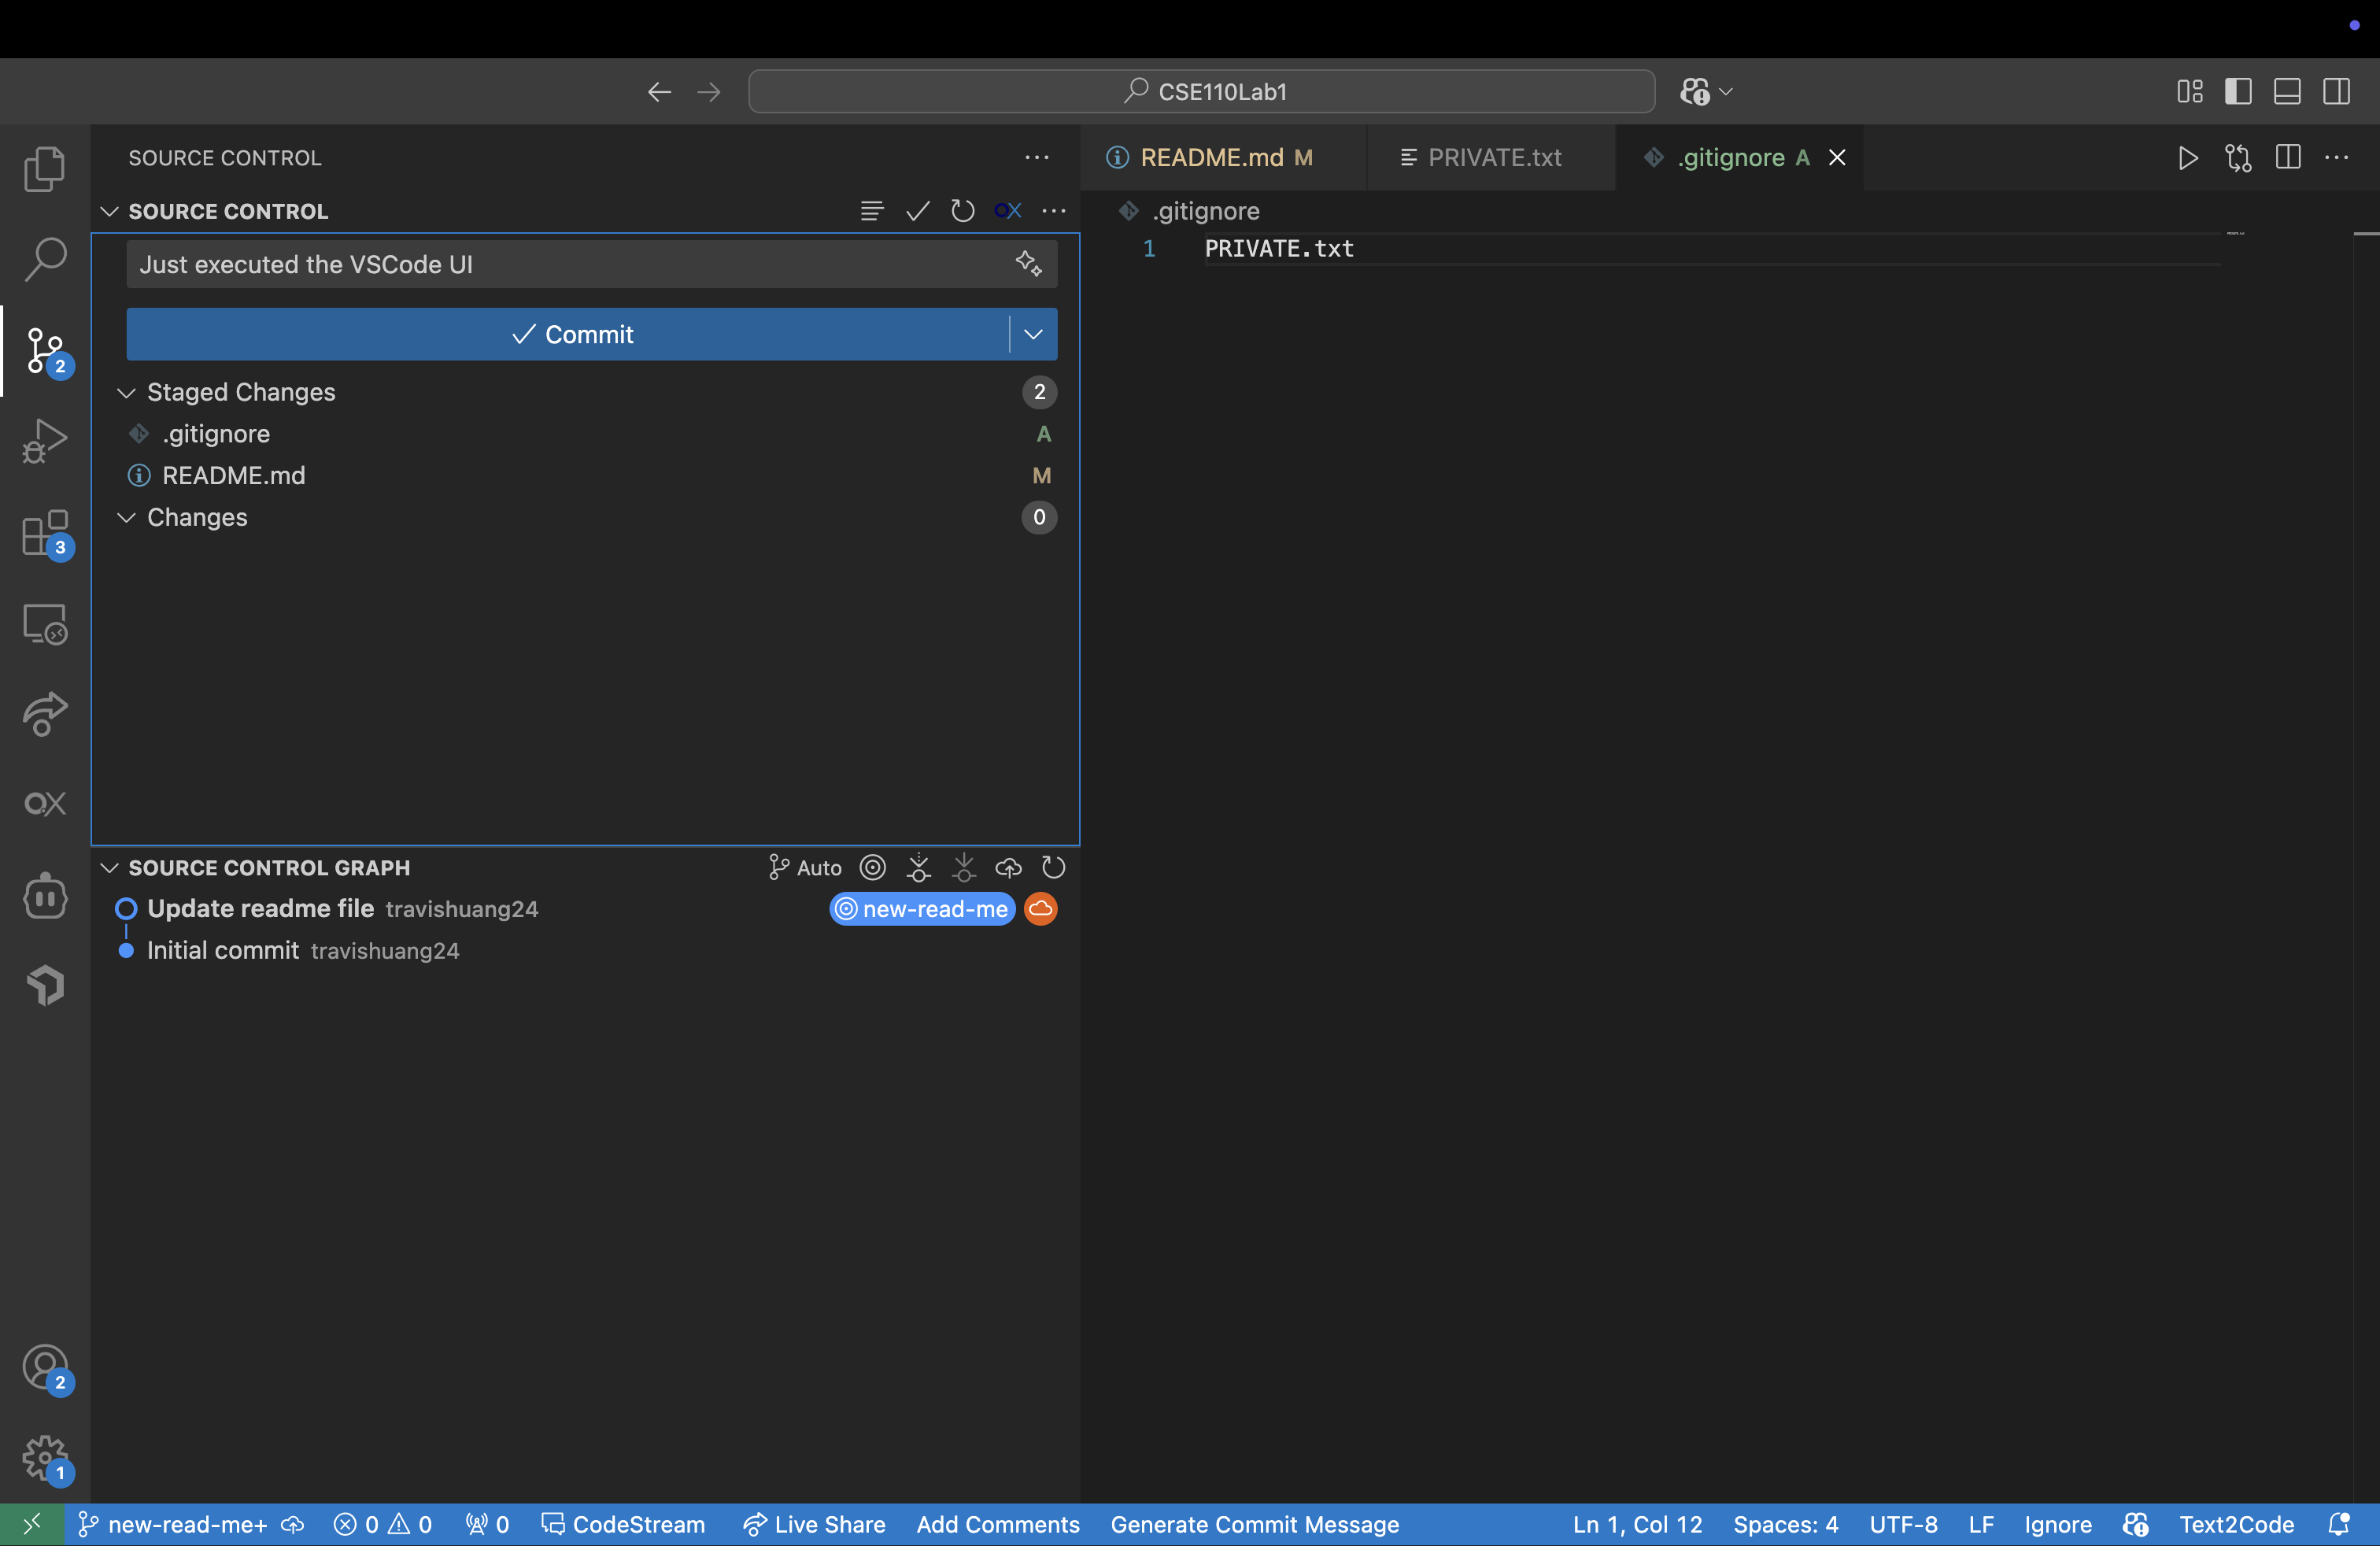 CSE110Lab1
SOURCE CONTROL
SOURCE CONTROL
Just executed the VSCode UI
Commit
Staged Changes 2
.gitignore A
README.md M
Changes 0
SOURCE CONTROL GRAPH Auto
Update readme file travishuang24 new-read-me
Initial commit travishuang24
README.md M
PRIVATE.txt
.gitignore A
.gitignore
1 PRIVATE.txt
2
3
OX
OX
2
1
new-read-me+ 0 0 0 CodeStream Live Share Add Comments Generate Commit Message Ln 1, Col 12 Spaces: 4 UTF-8 LF Ignore Text2Code